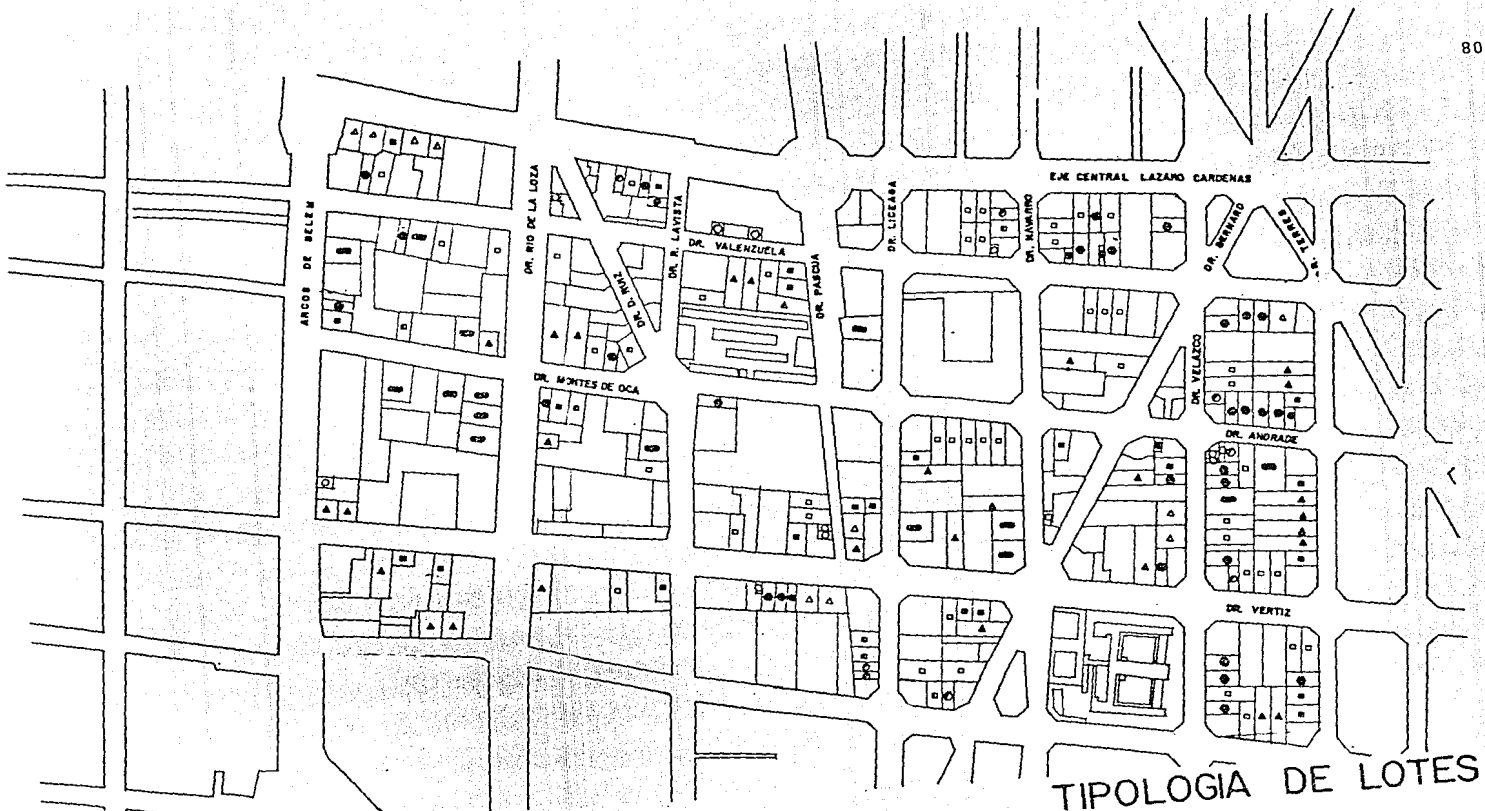 80
EJE CENTRAL LAZARO CARDENAS
ARCOS DE BELEM
DR. RIO DE LA LOZA
DR. R. LAVISTA
DR. VALENZUELA
DR. D. RUIZ
DR. PASCUA
DR. LICEAGA
DR. NAVARRO
DR. BERNARD
DR. TERRES
DR. VELAZCO
DR. MONTES DE OCA
DR. ANDRADE
DR. VERTIZ
TIPOLOGIA DE LOTES